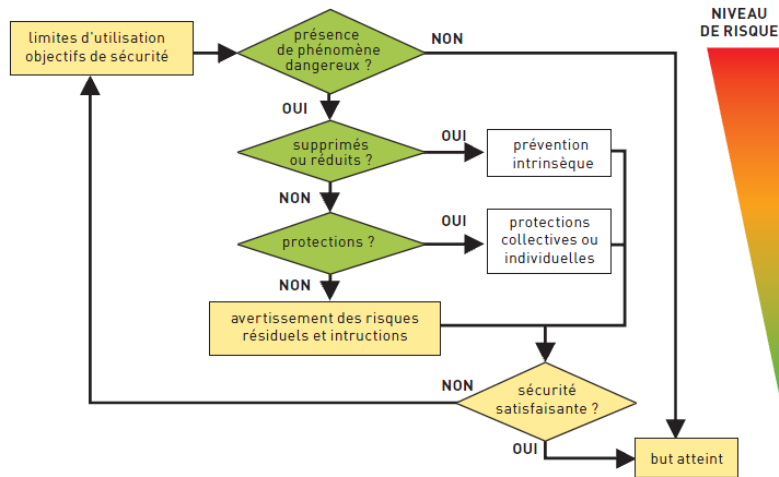 limites d'utilisation
objectifs de sécurité
présence
de phénomène
dangereux ?
NON
NIVEAU
DE RISQUE
OUI
supprimés
ou réduits ?
OUI
prévention
intrinsèque
NON
protections ?
OUI
protections
collectives ou
individuelles
NON
avertissement des risques
résiduels et intructions
NON
sécurité
satisfaisante ?
OUI
but atteint